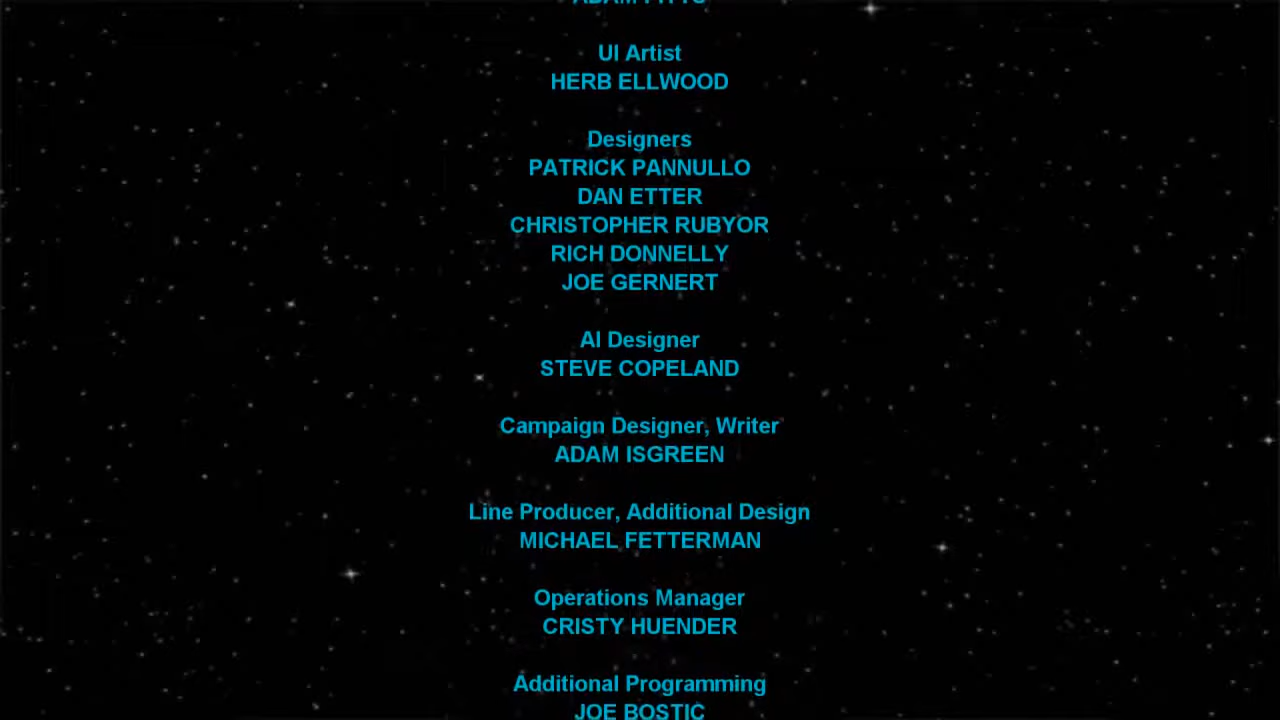 UI Artist
HERB ELLWOOD
Designers
PATRICK PANNULLO
DAN ETTER
CHRISTOPHER RUBYOR
RICH DONNELLY
JOE GERNERT
AI Designer
STEVE COPELAND
Campaign Designer, Writer
ADAM ISGREEN
Line Producer, Additional Design
MICHAEL FETTERMAN
Operations Manager
CRISTY HUENDER
Additional Programming
JOE BOSTIC